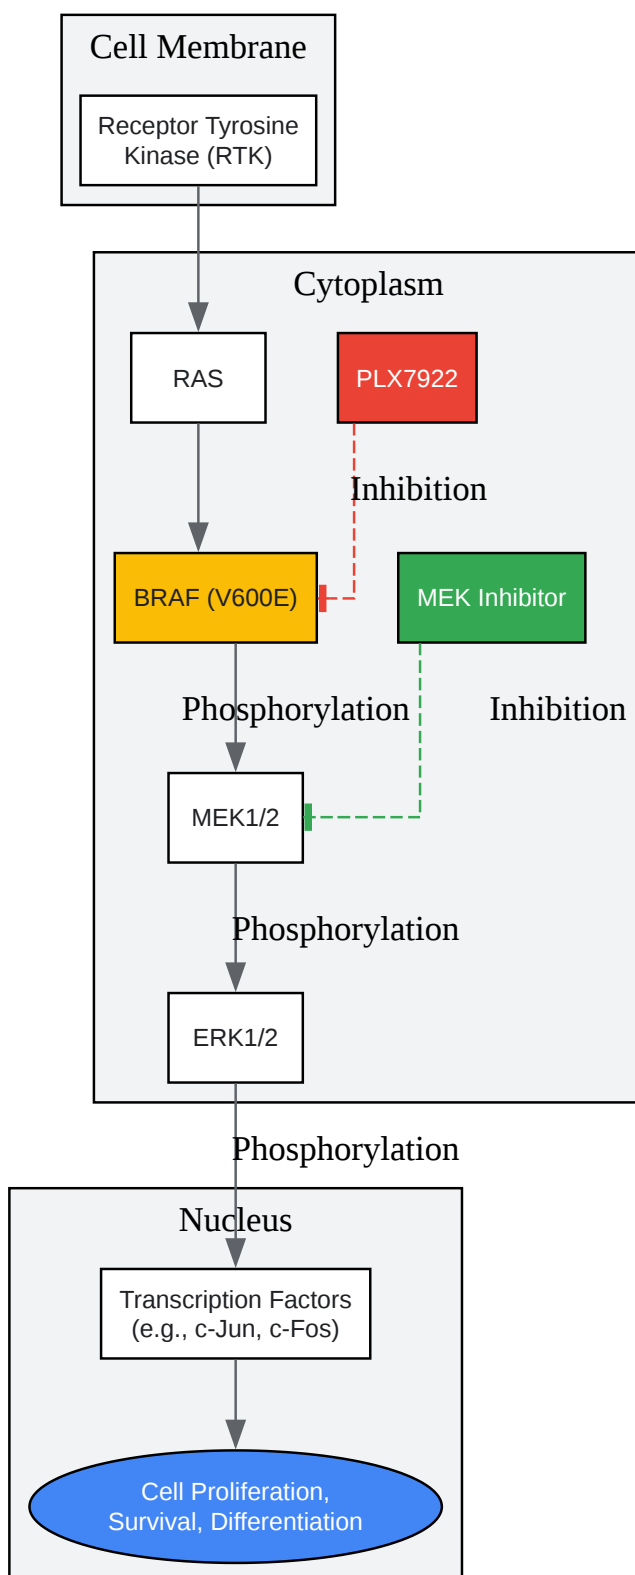 Cell Membrane
Receptor Tyrosine
Kinase (RTK)
Cytoplasm
RAS
PLX7922
Inhibition
BRAF (V600E)
MEK Inhibitor
Phosphorylation
Inhibition
MEK1/2
Phosphorylation
ERK1/2
Phosphorylation
Nucleus
Transcription Factors
(e.g., c-Jun, c-Fos)
Cell Proliferation,
Survival, Differentiation